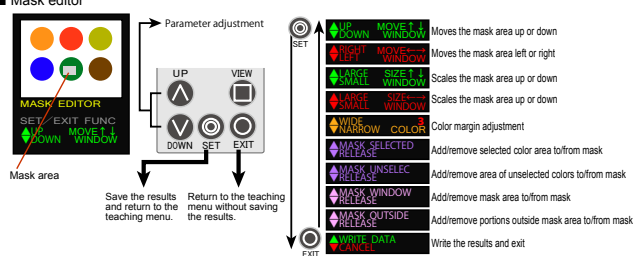 ■ Mask editor
MASK EDITOR
SET EXIT FUNC
UP MOVE↑↓
DOWN WINDOW
Mask area
Parameter adjustment
UP VIEW
DOWN SET EXIT
Save the results
and return to the
teaching menu.
Return to the teaching
menu without saving
the results.
SET
EXIT
UP MOVE↑↓
DOWN WINDOW
Moves the mask area up or down
RIGHT MOVE←→
LEFT WINDOW
Moves the mask area left or right
LARGE SIZE↑↓
SMALL WINDOW
Scales the mask area up or down
LARGE SIZE←→
SMALL WINDOW
Scales the mask area up or down
WIDE 3
NARROW COLOR
Color margin adjustment
MASK SELECTED
RELEASE
Add/remove selected color area to/from mask
MASK UNSELEC
RELEASE
Add/remove area of unselected colors to/from mask
MASK WINDOW
RELEASE
Add/remove mask area to/from mask
MASK OUTSIDE
RELEASE
Add/remove portions outside mask area to/from mask
WRITE DATA
CANCEL
Write the results and exit